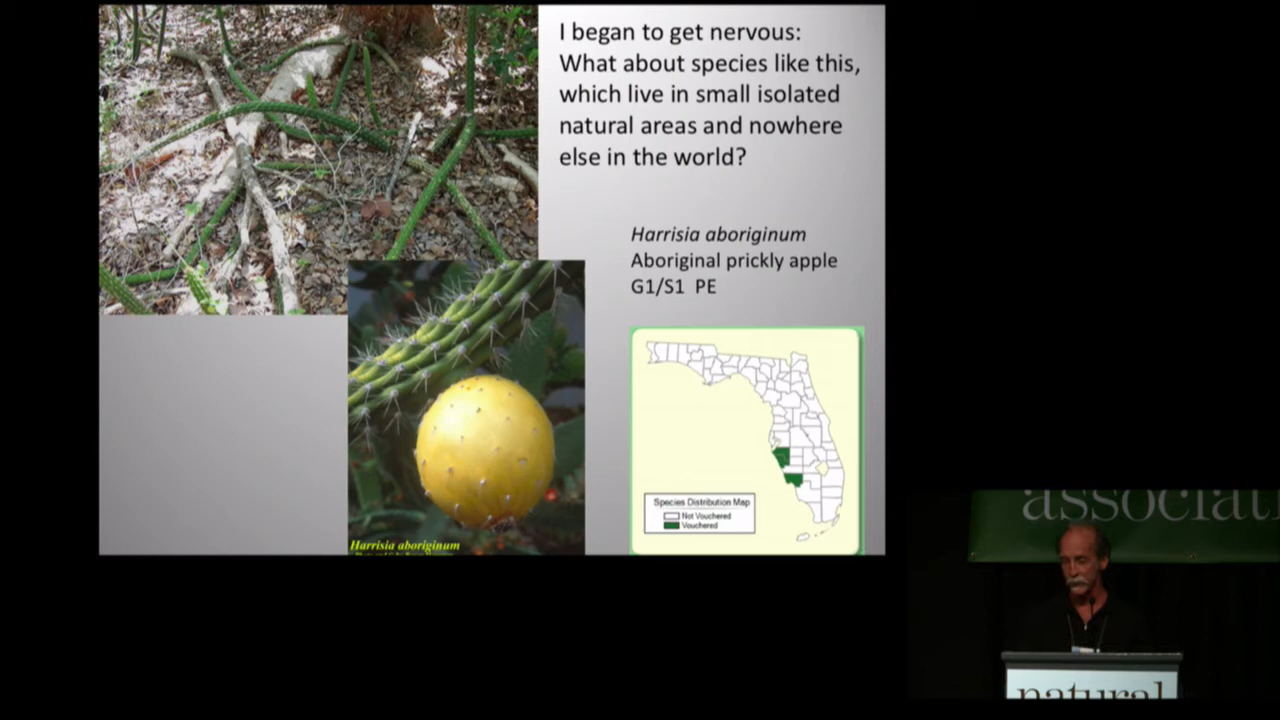 I began to get nervous:
What about species like this,
which live in small isolated
natural areas and nowhere
else in the world?
Harrisia aboriginum
Aboriginal prickly apple
G1/S1 PE
Species Distribution Map
Not Vouchered
Vouchered
Harrisia aboriginum
associati
natural